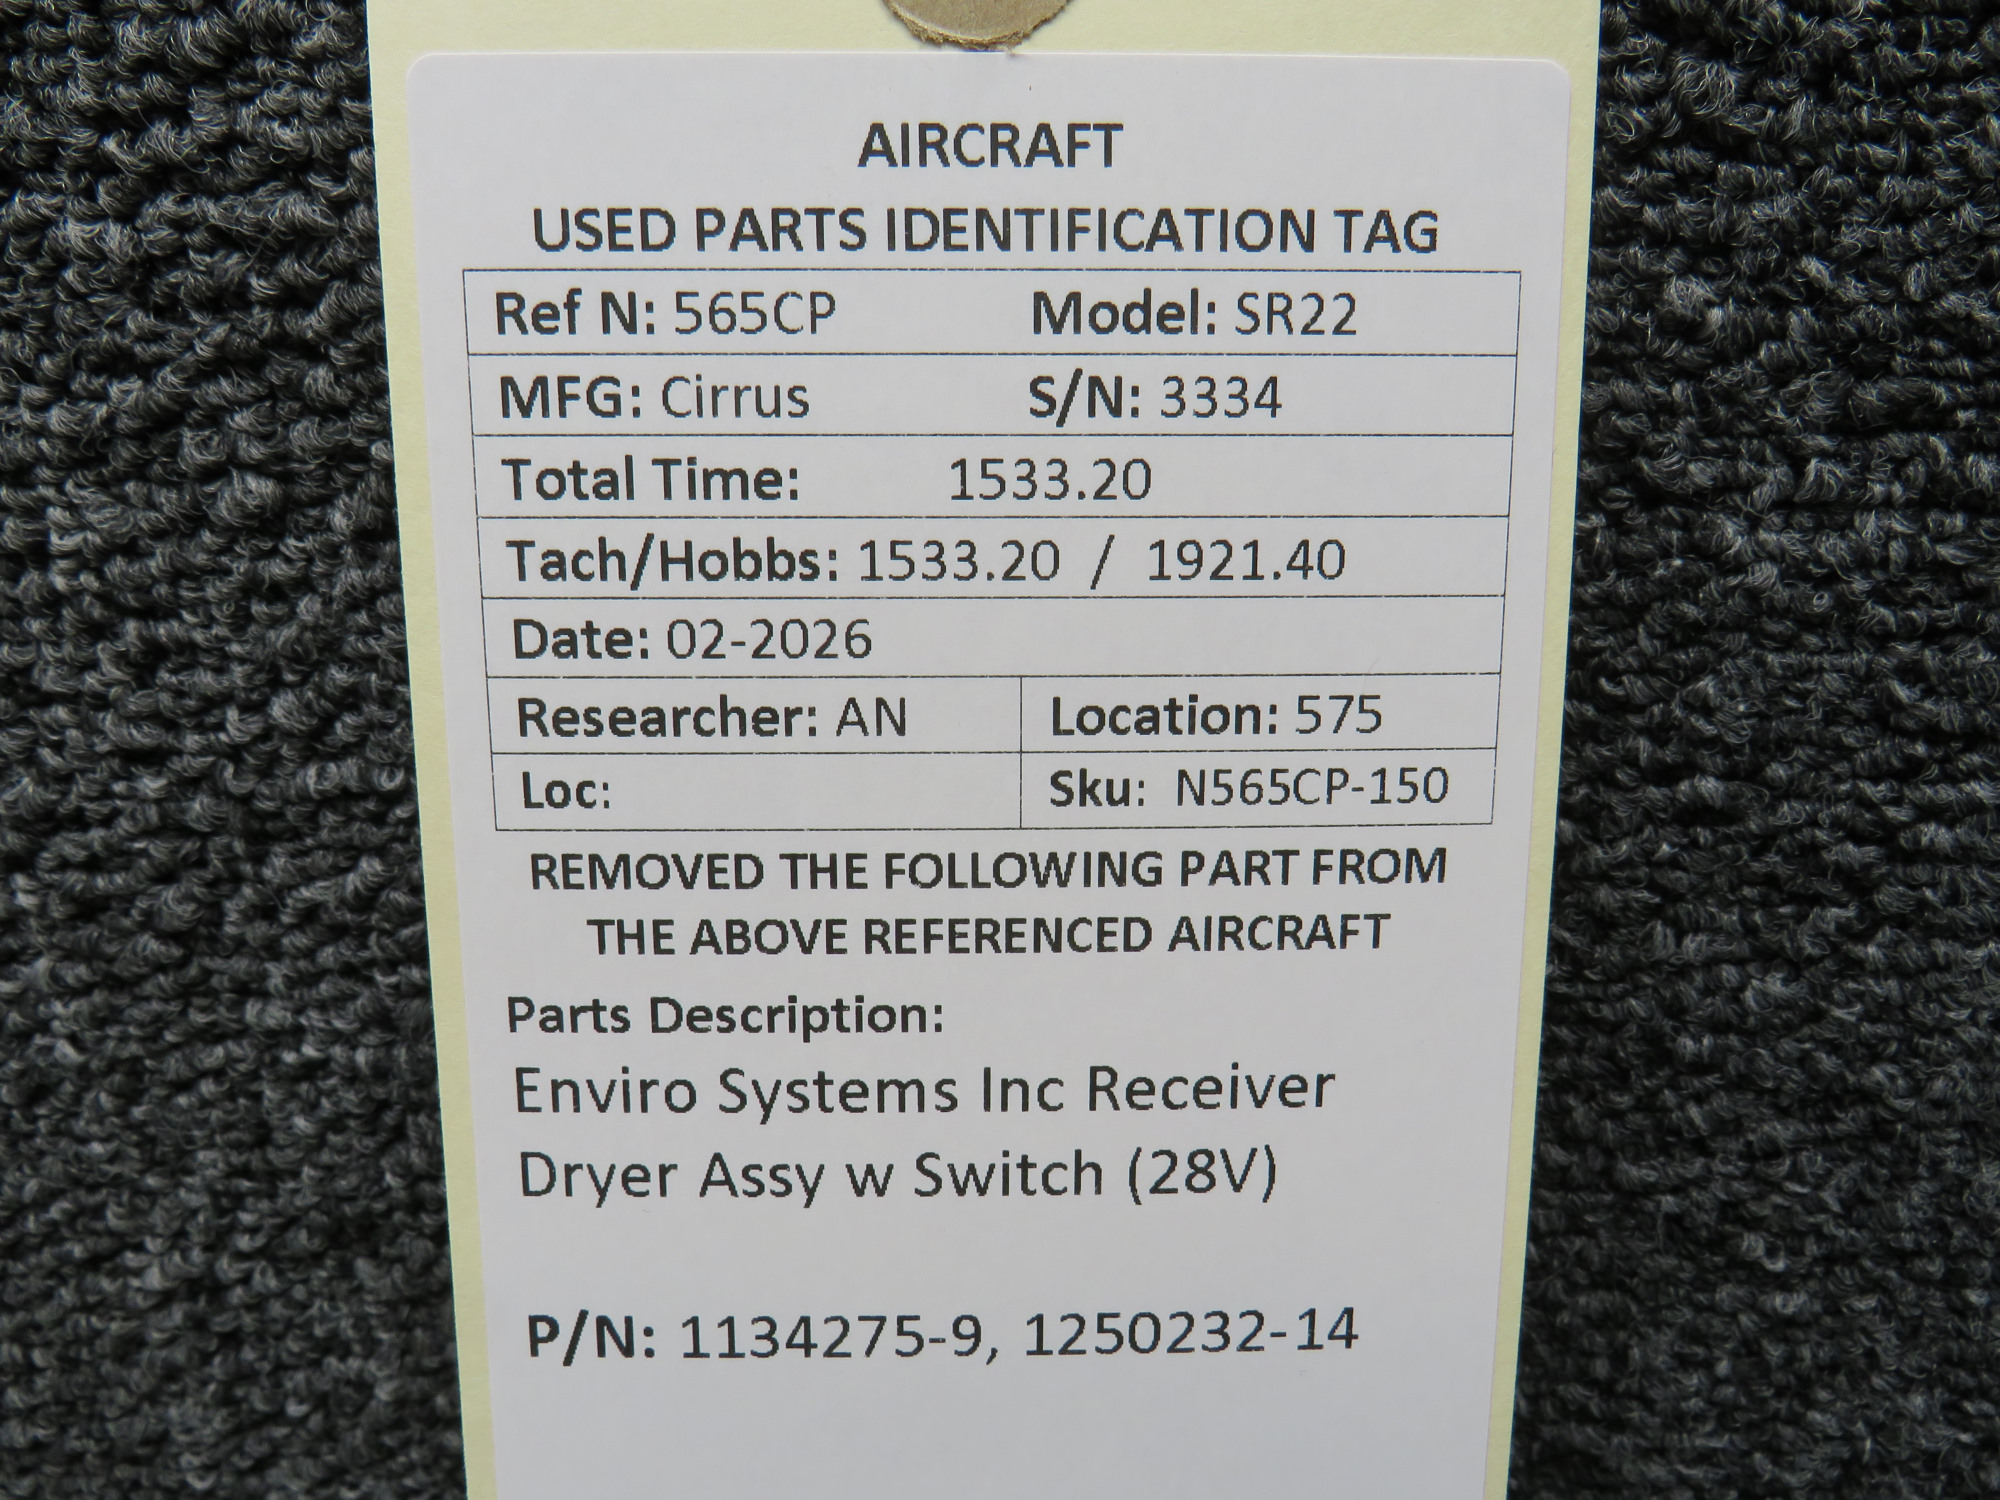 AIRCRAFT
USED PARTS IDENTIFICATION TAG
Ref N: 565CP Model: SR22
MFG: Cirrus S/N: 3334
Total Time: 1533.20
Tach/Hobbs: 1533.20 / 1921.40
Date: 02-2026
Researcher: AN Location: 575
Loc: Sku: N565CP-150
REMOVED THE FOLLOWING PART FROM
THE ABOVE REFERENCED AIRCRAFT
Parts Description:
Enviro Systems Inc Receiver
Dryer Assy w Switch (28V)
P/N: 1134275-9, 1250232-14